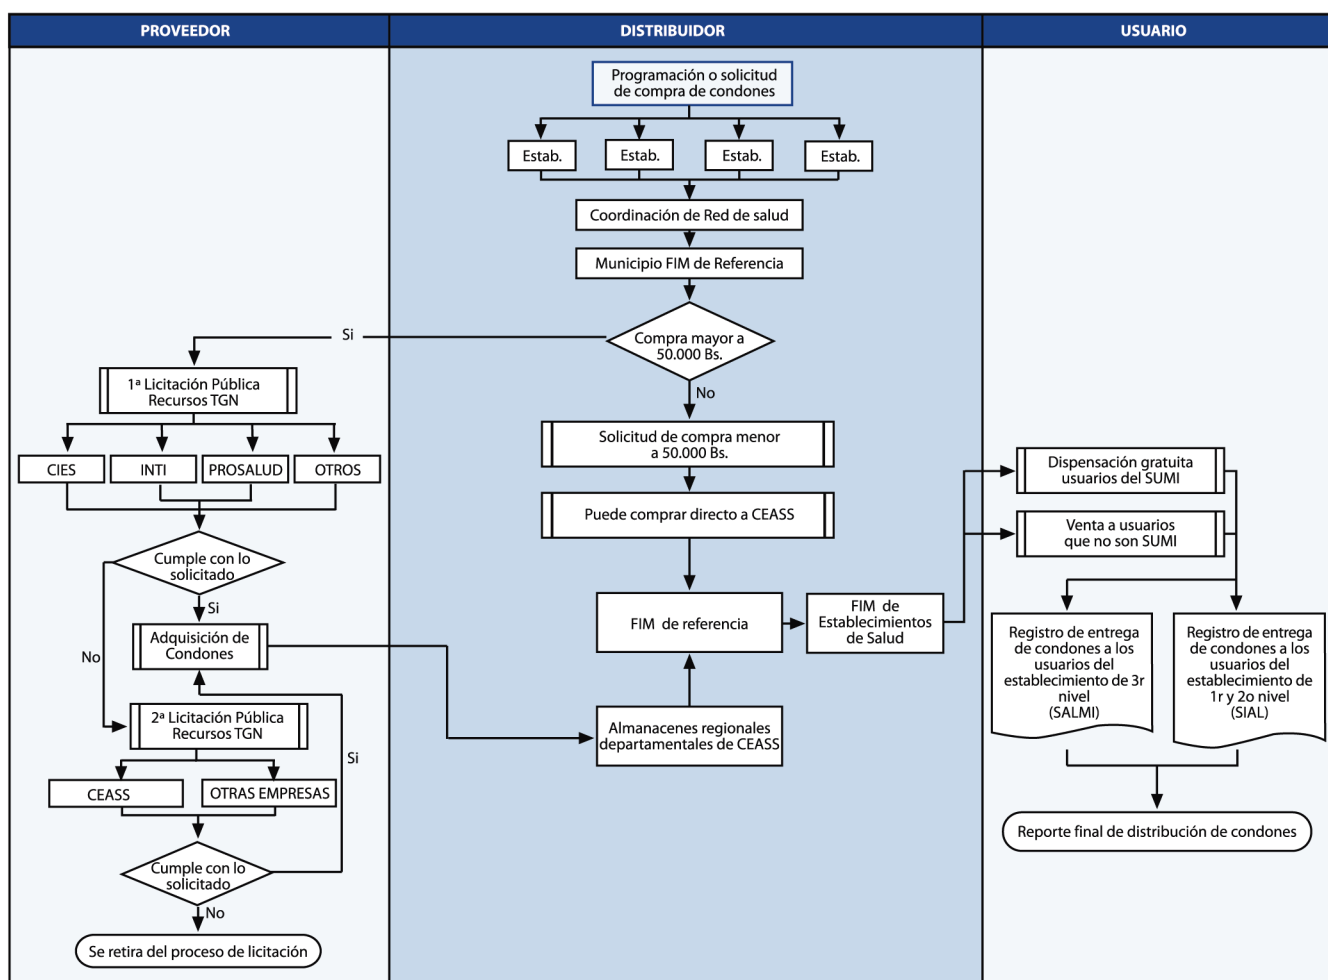 PROVEEDOR
DISTRIBUIDOR
USUARIO
Programación o solicitud
de compra de condones
Estab.
Estab.
Estab.
Estab.
Coordinación de Red de salud
Municipio FIM de Referencia
Compra mayor a
50.000 Bs.
Si
No
1ª Licitación Pública
Recursos TGN
CIES
INTI
PROSALUD
OTROS
Cumple con lo
solicitado
Si
No
Adquisición de
Condones
2ª Licitación Pública
Recursos TGN
Si
CEASS
OTRAS EMPRESAS
Cumple con lo
solicitado
No
Se retira del proceso de licitación
Solicitud de compra menor
a 50.000 Bs.
Puede comprar directo a CEASS
FIM de referencia
FIM de
Establecimientos
de Salud
Almanacenes regionales
departamentales de CEASS
Dispensación gratuita
usuarios del SUMI
Venta a usuarios
que no son SUMI
Registro de entrega
de condones a los
usuarios del
establecimiento de 3r
nivel
(SALMI)
Registro de entrega
de condones a los
usuarios del
establecimiento de
1r y 2o nivel
(SIAL)
Reporte final de distribución de condones